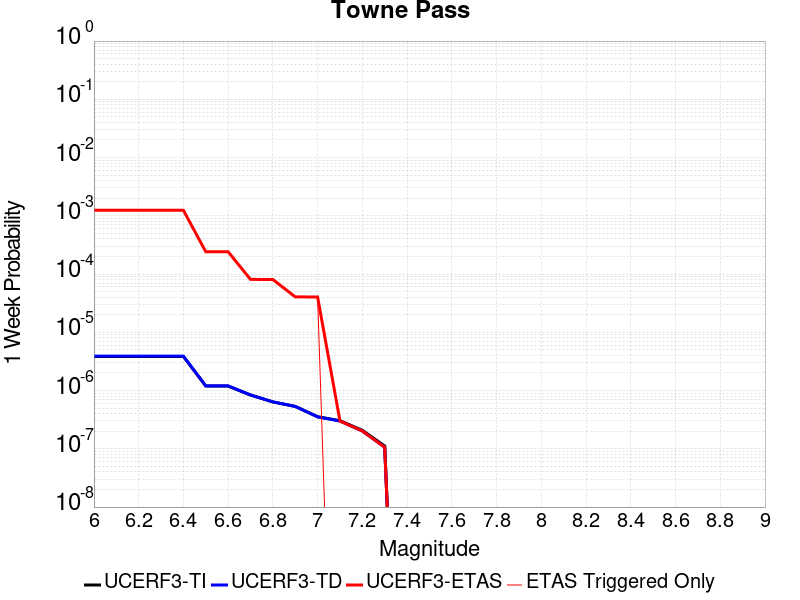 Towne Pass
1 Week Probability
10^0
10^-1
10^-2
10^-3
10^-4
10^-5
10^-6
10^-7
10^-8
6 6.2 6.4 6.6 6.8 7 7.2 7.4 7.6 7.8 8 8.2 8.4 8.6 8.8 9
Magnitude
UCERF3-TI UCERF3-TD UCERF3-ETAS ETAS Triggered Only